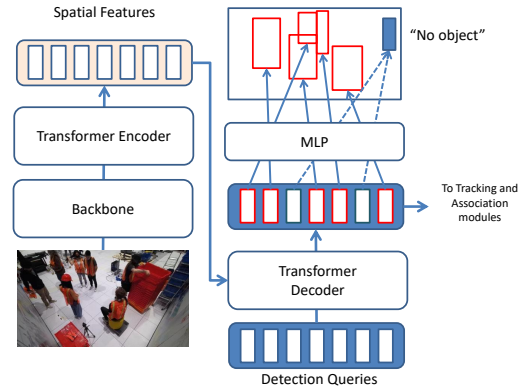 Spatial Features
"No object"
Transformer Encoder
MLP
Backbone
To Tracking and
Association
modules
Transformer
Decoder
Detection Queries